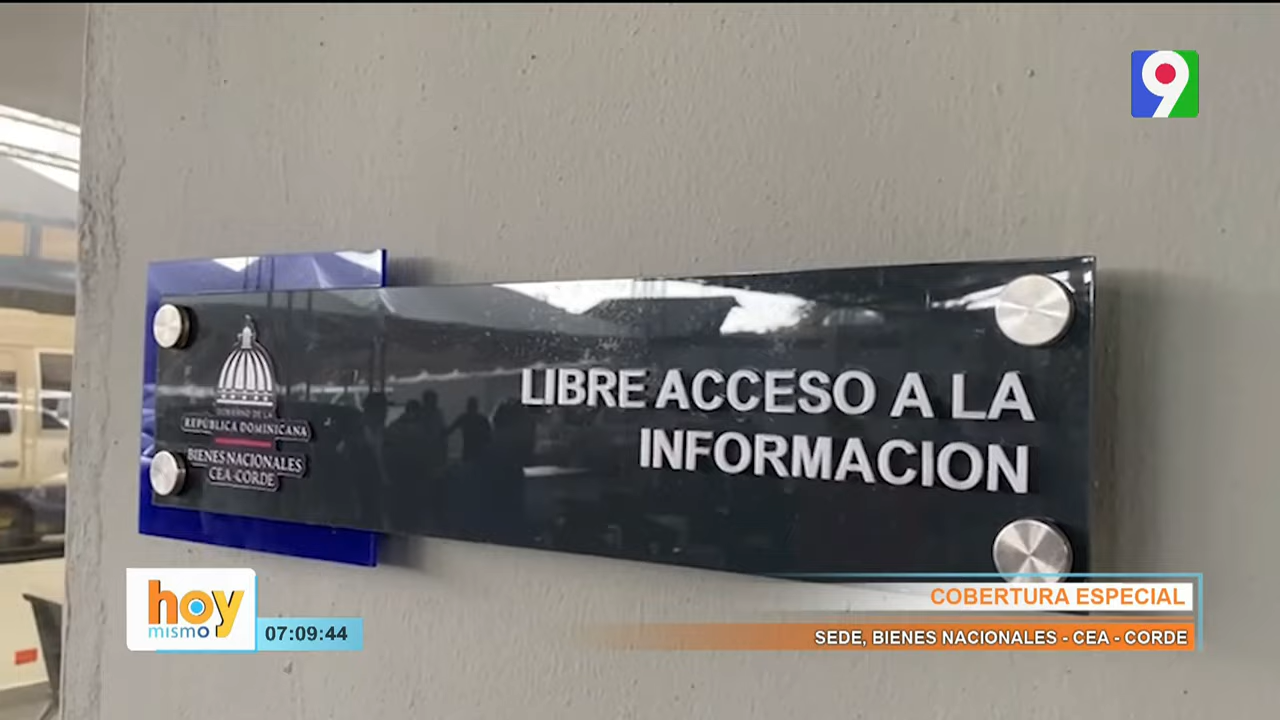 9
LIBRE ACCESO A LA
INFORMACION
GOBIERNO DE LA
REPÚBLICA DOMINICANA
BIENES NACIONALES
CEA-CORDE
hoy
mismo
07:09:44
COBERTURA ESPECIAL
SEDE, BIENES NACIONALES - CEA - CORDE